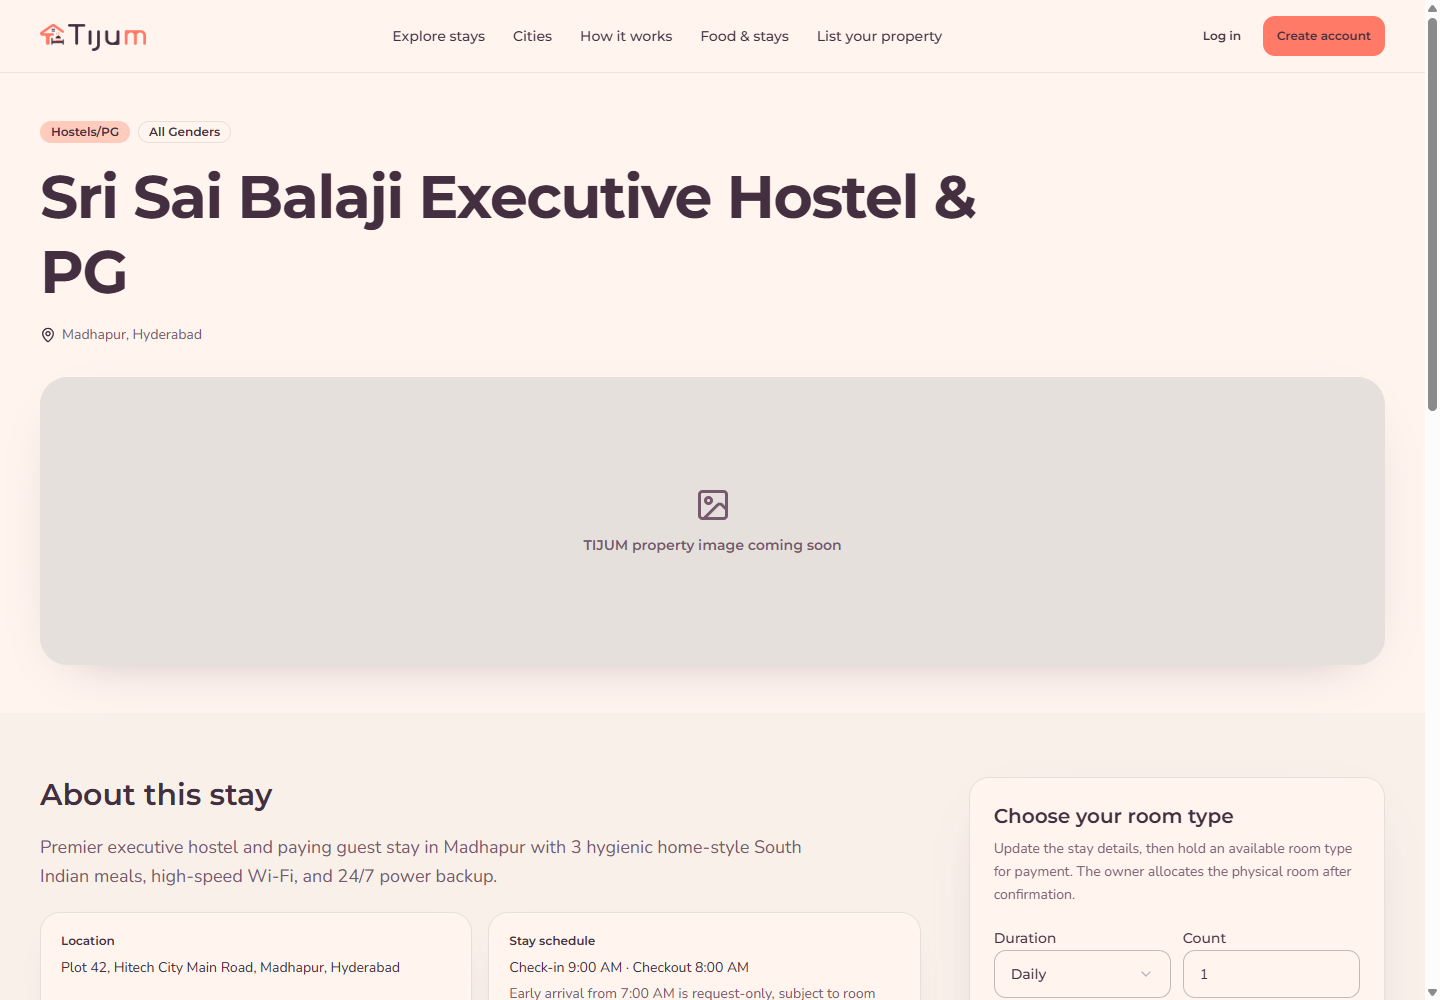 Tijum
Explore stays
Cities
How it works
Food & stays
List your property
Log in
Create account
Hostels/PG
All Genders
Sri Sai Balaji Executive Hostel &
PG
Madhapur, Hyderabad
TIJUM property image coming soon
About this stay
Premier executive hostel and paying guest stay in Madhapur with 3 hygienic home-style South
Indian meals, high-speed Wi-Fi, and 24/7 power backup.
Location
Plot 42, Hitech City Main Road, Madhapur, Hyderabad
Stay schedule
Check-in 9:00 AM · Checkout 8:00 AM
Early arrival from 7:00 AM is request-only, subject to room
Choose your room type
Update the stay details, then hold an available room type
for payment. The owner allocates the physical room after
confirmation.
Duration
Count
Daily
1